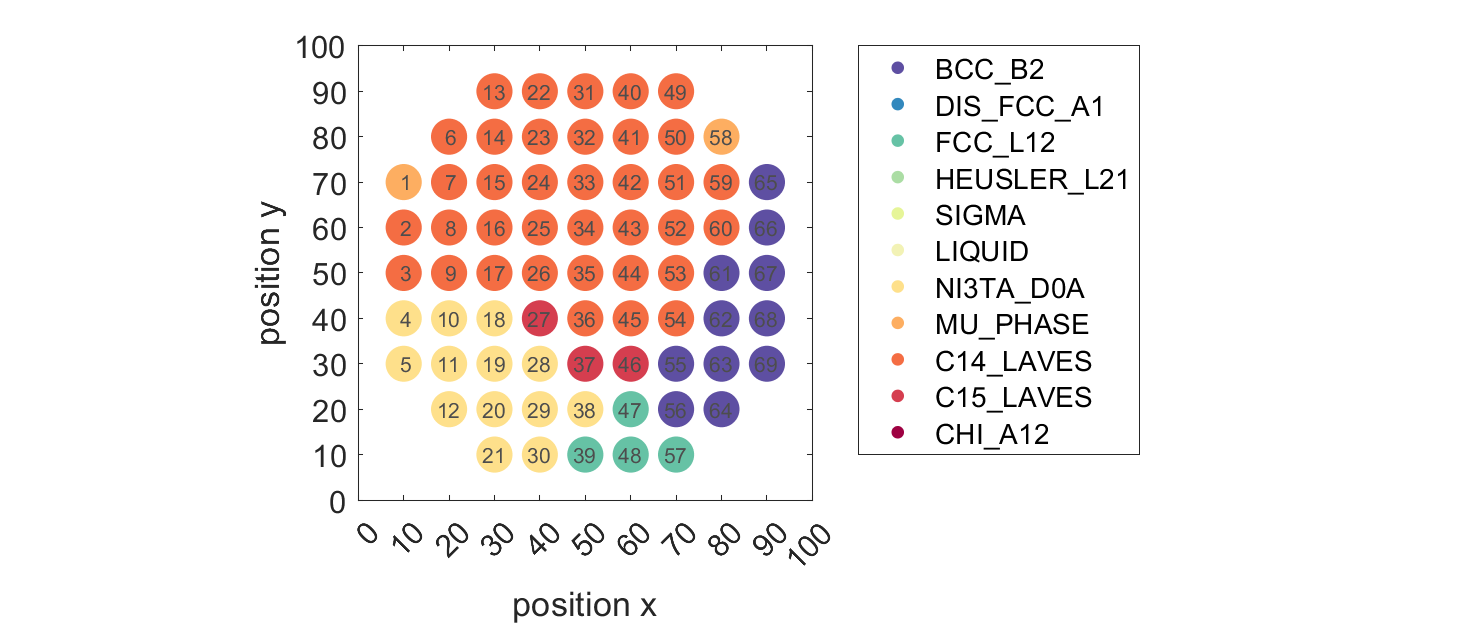 100
90
80
70
60
50
40
30
20
10
0
position y
13 22 31 40 49
6 14 23 32 41 50 58
1 7 15 24 33 42 51 59 65
2 8 16 25 34 43 52 60 66
3 9 17 26 35 44 53 61 67
4 10 18 27 36 45 54 62 68
5 11 19 28 37 46 55 63 69
12 20 29 38 47 56 64
21 30 39 48 57
0 10 20 30 40 50 60 70 80 90 100
position x
BCC_B2
DIS_FCC_A1
FCC_L12
HEUSLER_L21
SIGMA
LIQUID
NI3TA_D0A
MU_PHASE
C14_LAVES
C15_LAVES
CHI_A12